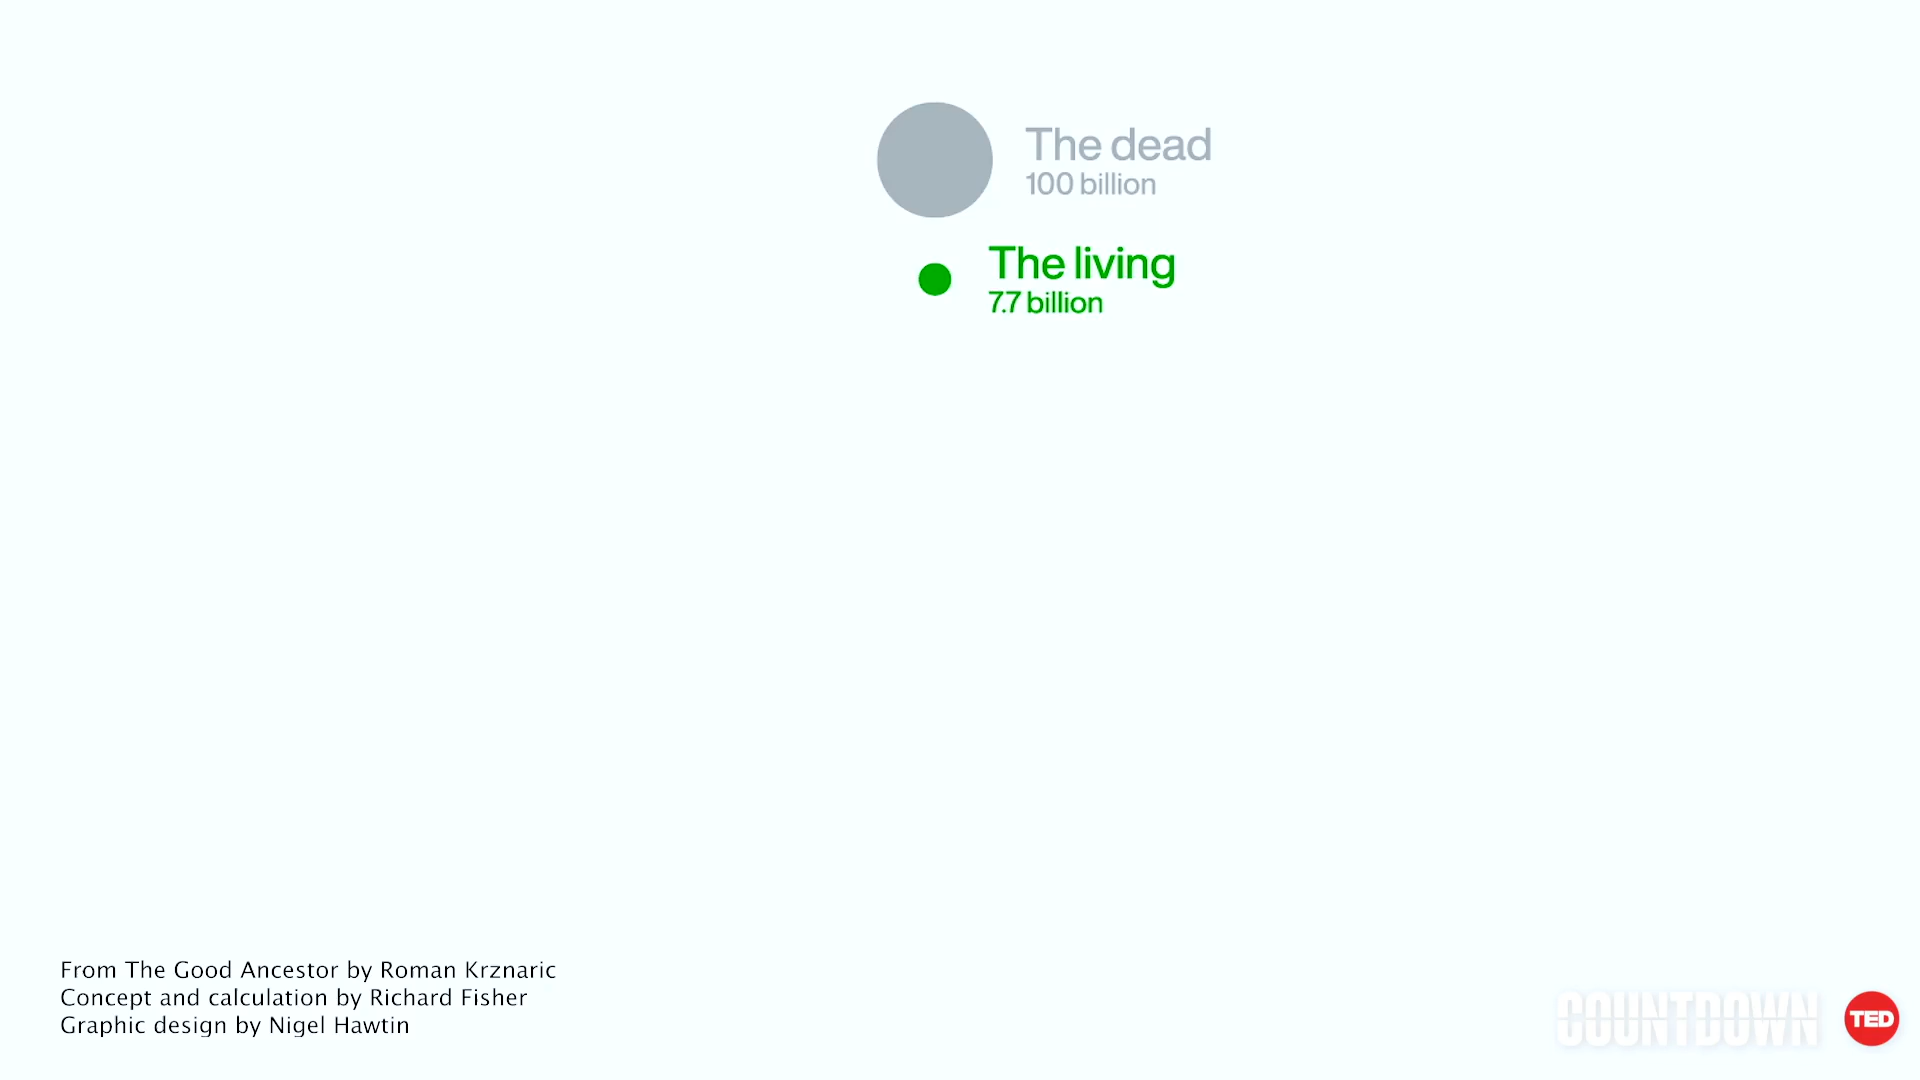 The dead
100 billion
The living
7.7 billion
From The Good Ancestor by Roman Krznaric
Concept and calculation by Richard Fisher
Graphic design by Nigel Hawtin
COUNTDOWN
TED